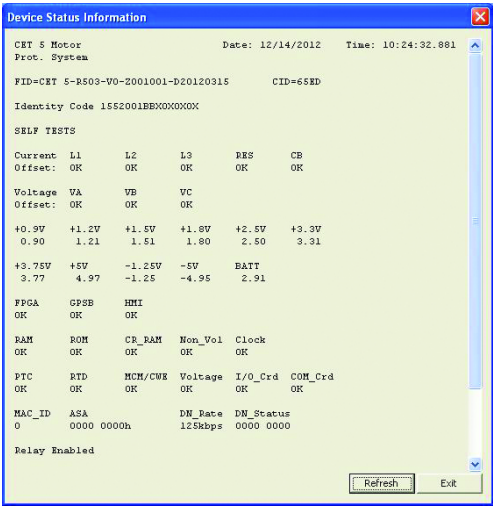 Device Status Information
CET 5 Motor Date: 12/14/2012 Time: 10:24:32.881
Prot. System
FID=CET 5-R503-V0-Z001001-D20120315 CID=65ED
Identity Code 1552001BBX0X0X0X
SELF TESTS
Current L1 L2 L3 RES CB
Offset: OK OK OK OK OK
Voltage VA VB VC
Offset: OK OK OK
+0.9V +1.2V +1.5V +1.8V +2.5V +3.3V
0.90 1.21 1.51 1.80 2.50 3.31
+3.75V +5V -1.25V -5V BATT
3.77 4.97 -1.25 -4.95 2.91
FPGA GPSB HMI
OK OK OK
RAM ROM CR_RAM Non_Vol Clock
OK OK OK OK OK
PTC RTD MCM/CWE Voltage I/O_Crd COM_Crd
OK OK OK OK OK OK
MAC_ID ASA DN_Rate DN_Status
0 0000 0000h 125kbps 0000 0000
Relay Enabled
Refresh Exit